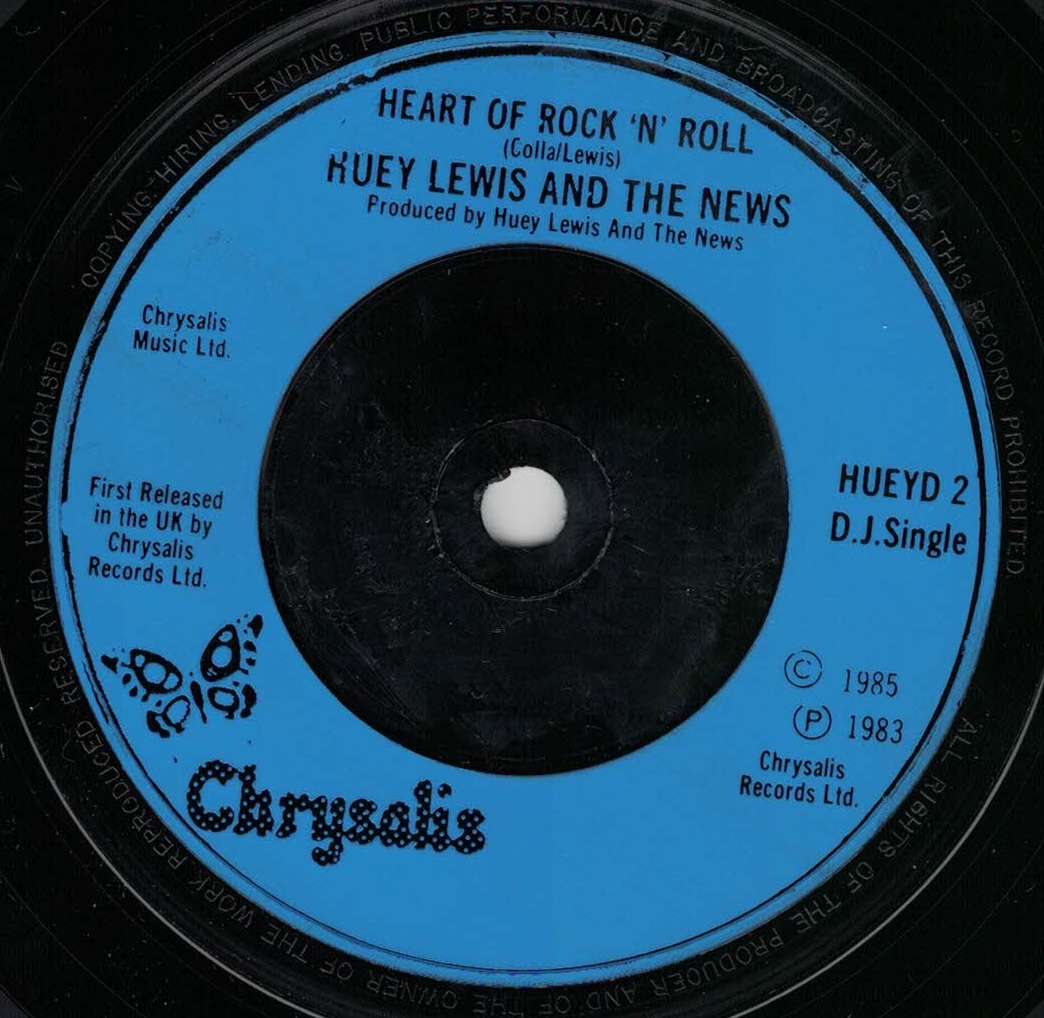 HEART OF ROCK 'N' ROLL
(Colla/Lewis)
HUEY LEWIS AND THE NEWS
Produced by Huey Lewis And The News
Chrysalis
Music Ltd.
First Released
in the UK by
Chrysalis
Records Ltd.
HUEYD 2
D.J.Single
© 1985
Ⓟ 1983
Chrysalis
Records Ltd.
Chrysalis
ALL RIGHTS OF THE PRODUCER AND OF THE OWNER OF THE WORK REPRODUCED RESERVED UNAUTHORISED COPYING HIRING LENDING PUBLIC PERFORMANCE AND BROADCASTING OF THIS RECORD PROHIBITED